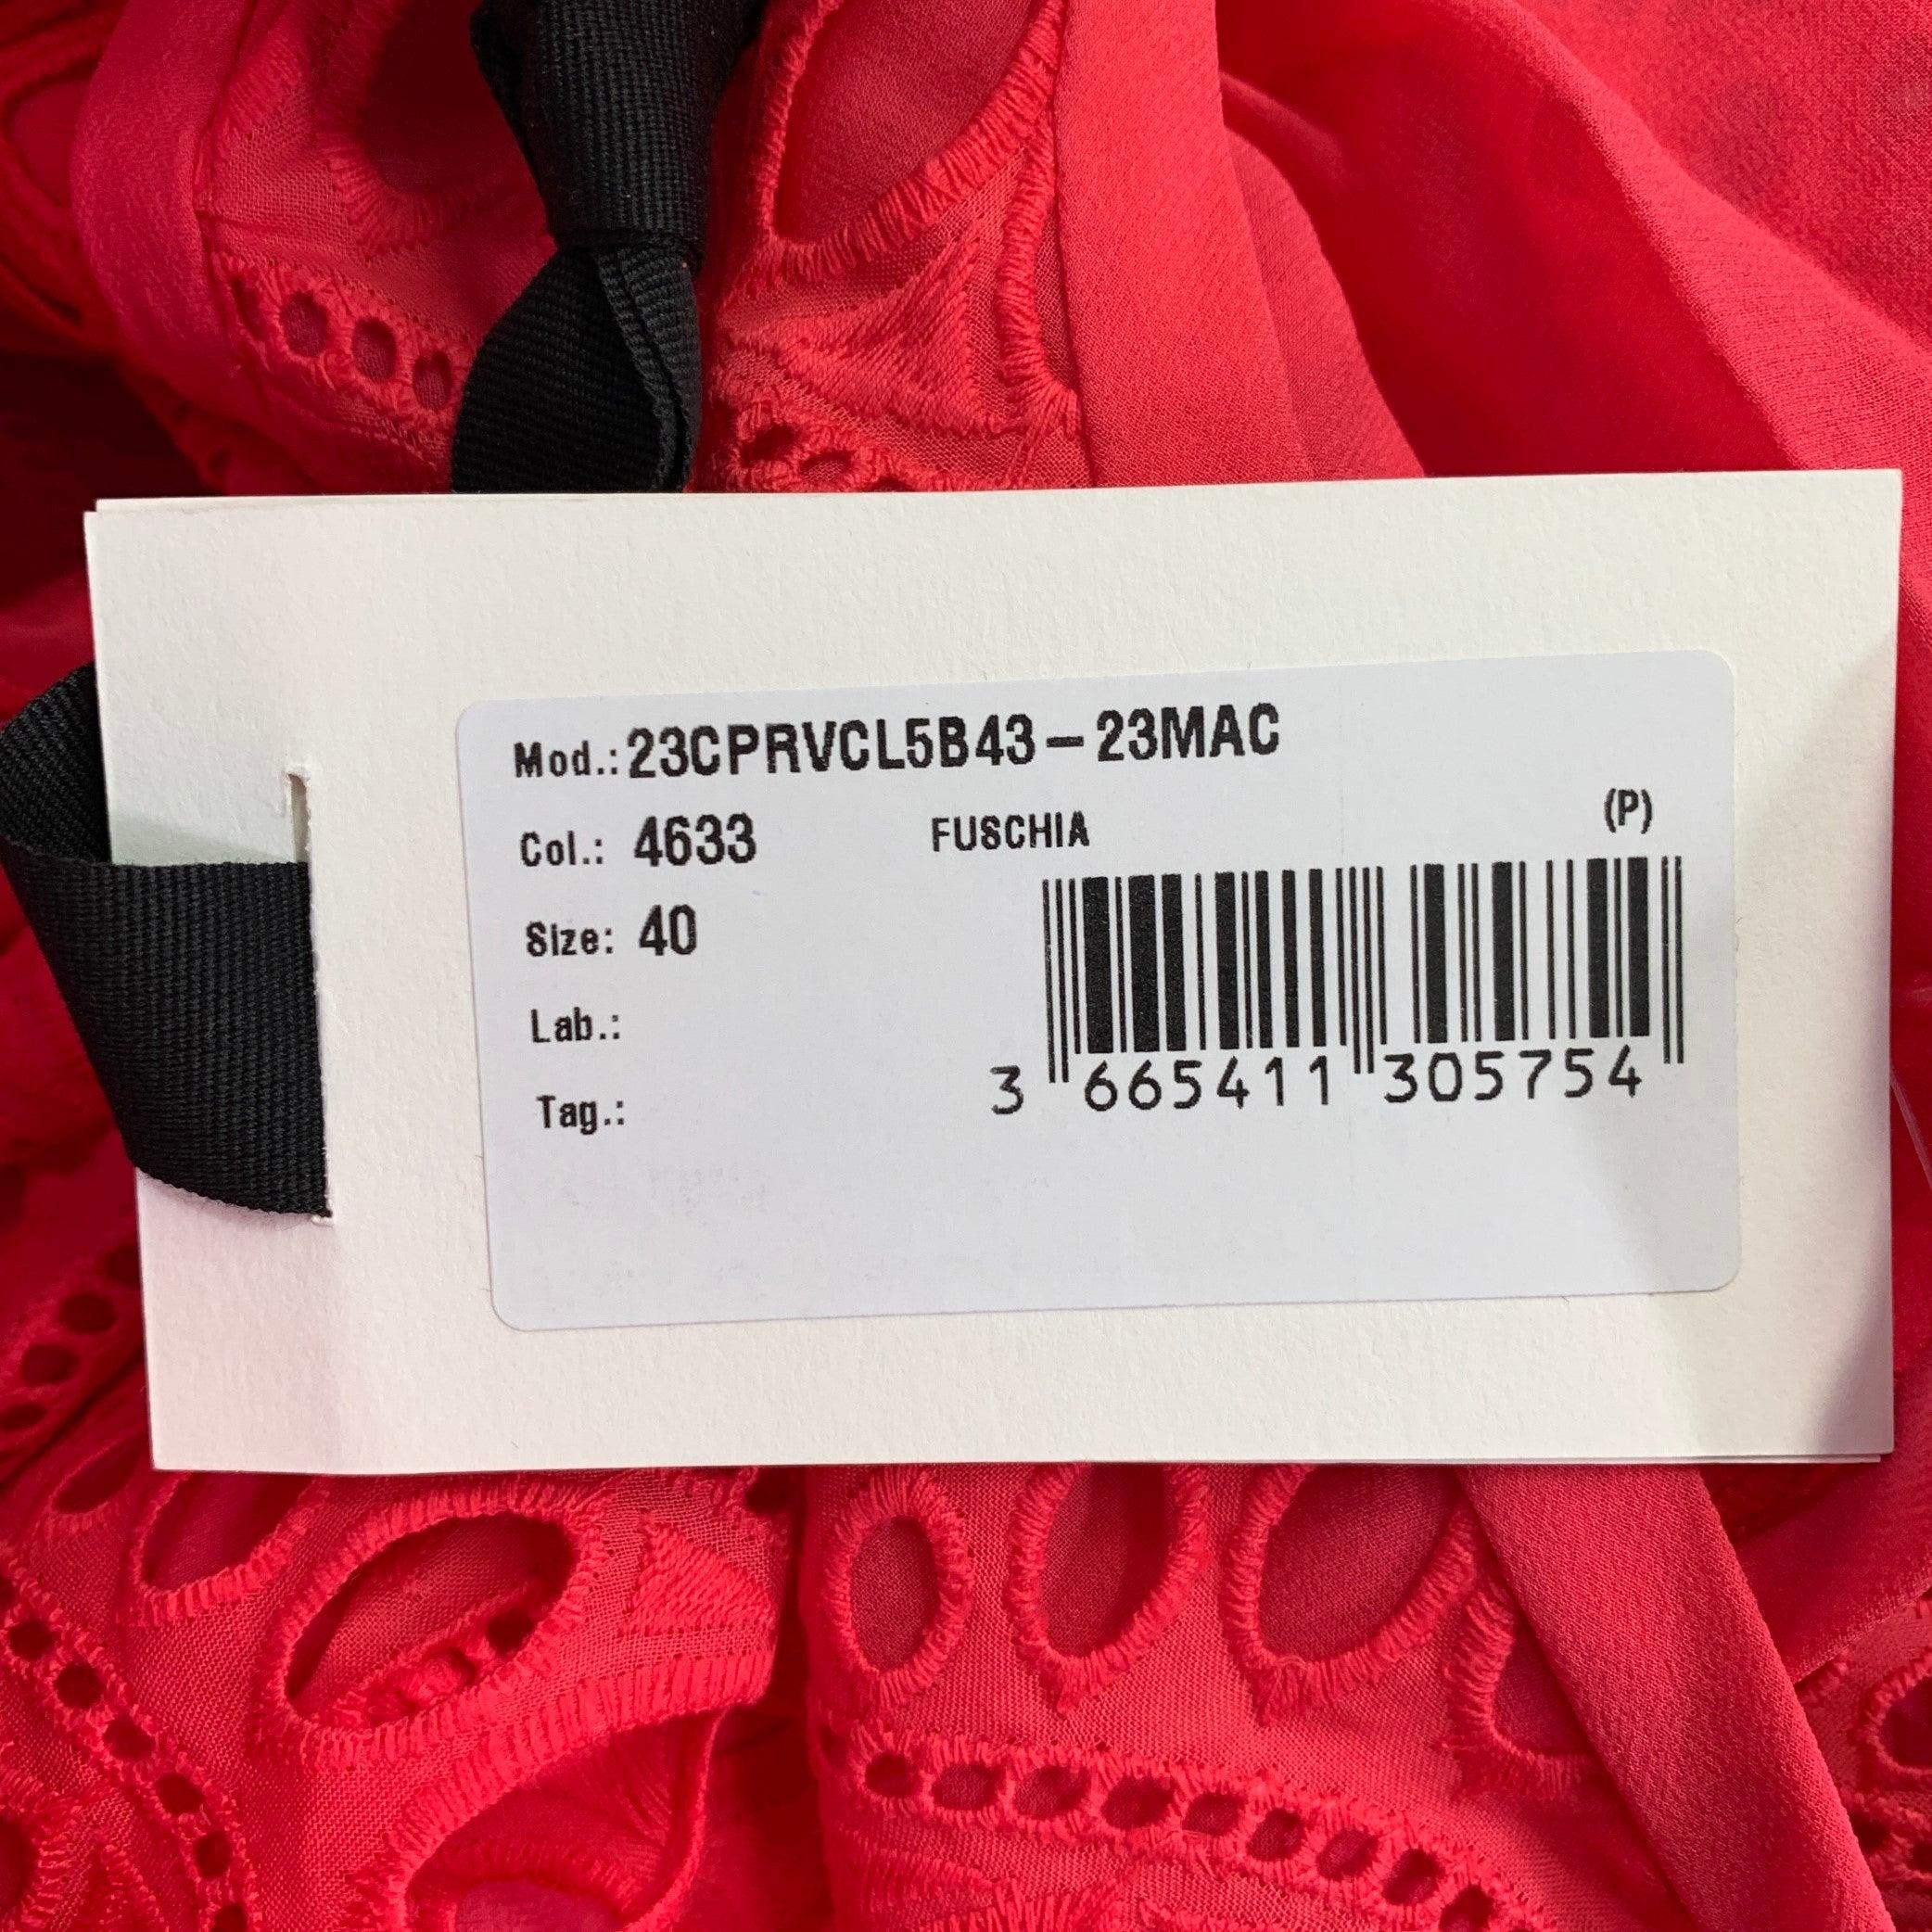 Mod.: 23CPRVCL5B43-23MAC
Col.: 4633 FUSCHIA (P)
Size: 40
Lab.:
Tag.:
3 665411 305754